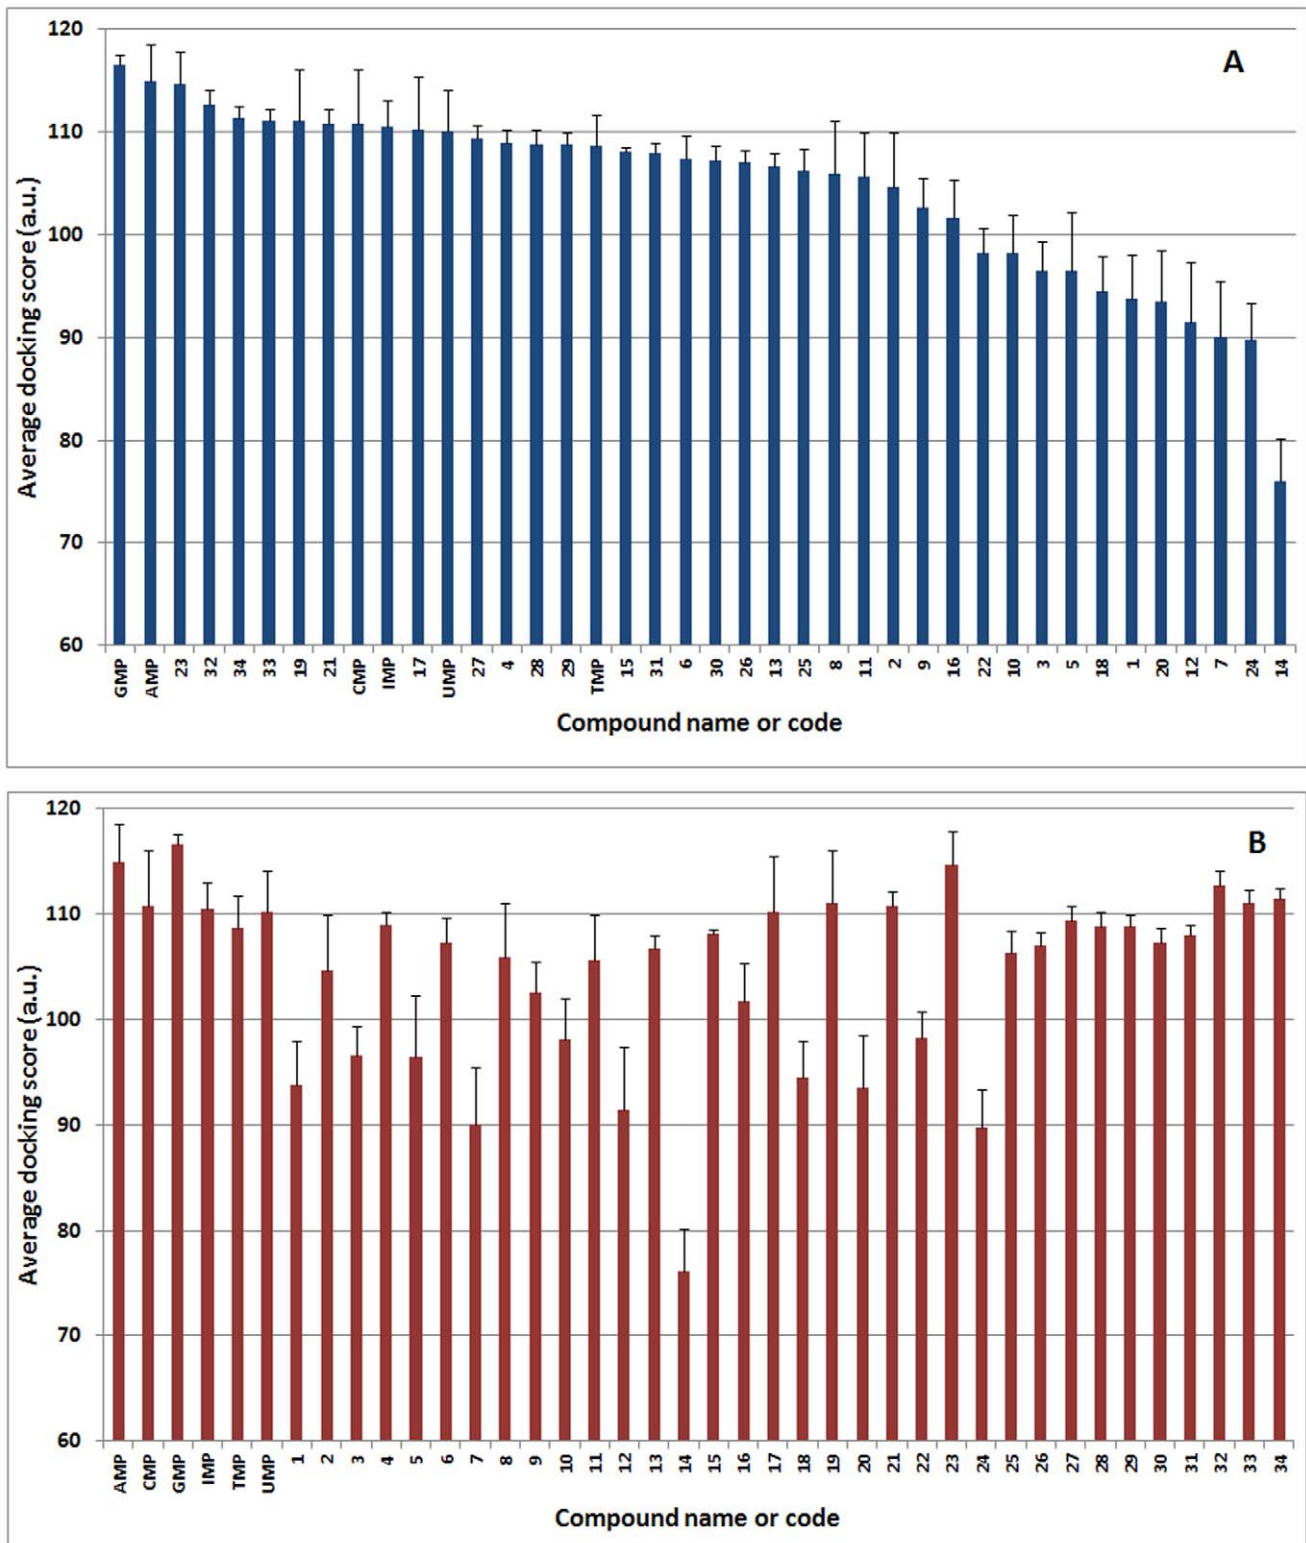 A
120
110
100
90
80
70
60
Average docking score (a.u.)
GMP AMP 23 32 34 33 19 21 CMP IMP 17 UMP 27 4 28 29 TMP 15 31 6 30 26 13 25 8 11 2 9 16 22 10 3 5 18 1 20 12 7 24 14
Compound name or code
B
120
110
100
90
80
70
60
Average docking score (a.u.)
AMP CMP GMP IMP TMP UMP 1 2 3 4 5 6 7 8 9 10 11 12 13 14 15 16 17 18 19 20 21 22 23 24 25 26 27 28 29 30 31 32 33 34
Compound name or code